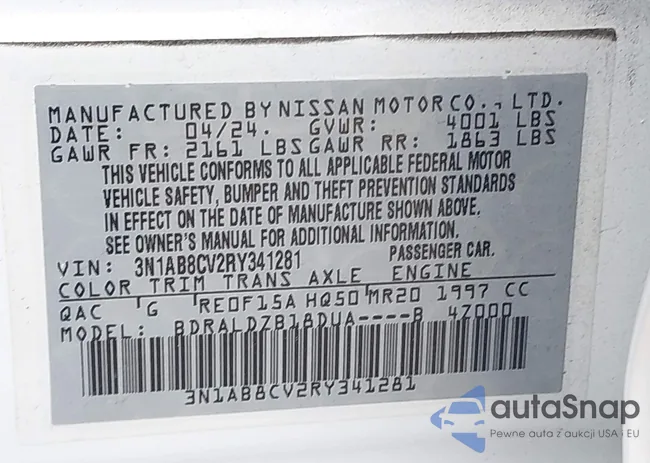 MANUFACTURED BY NISSAN MOTOR CO., LTD.
DATE: 04/24. GVWR: 4001 LBS
GAWR FR: 2161 LBS GAWR RR: 1863 LBS
THIS VEHICLE CONFORMS TO ALL APPLICABLE FEDERAL MOTOR
VEHICLE SAFETY, BUMPER AND THEFT PREVENTION STANDARDS
IN EFFECT ON THE DATE OF MANUFACTURE SHOWN ABOVE.
SEE OWNER'S MANUAL FOR ADDITIONAL INFORMATION.
VIN: 3N1AB8CV2RY341281 PASSENGER CAR.
COLOR TRIM TRANS AXLE ENGINE
QAC G RE0F15A HQ50 MR20 1997 CC
BDRALDZB18DUA----B 4Z000
3N1AB8CV2RY341281
autaSnap
Pewne auta z aukcji USA i EU